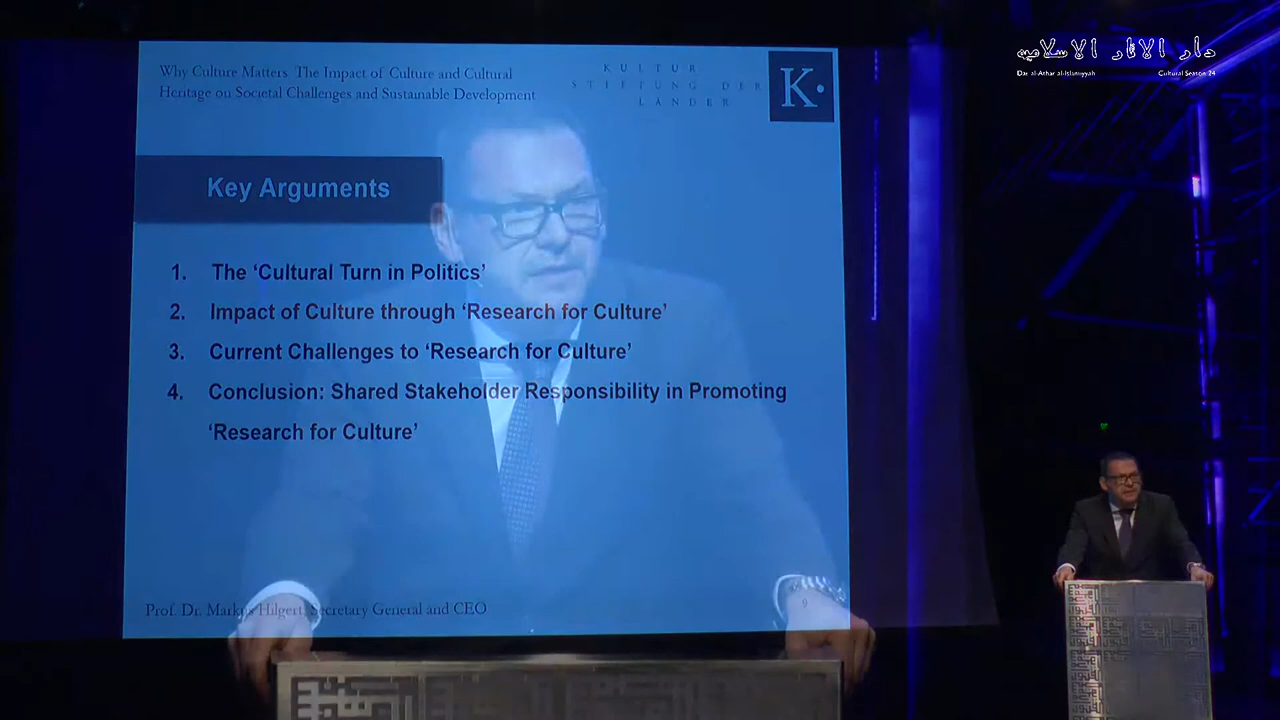 Why Culture Matters. The Impact of Culture and Cultural
Heritage on Societal Challenges and Sustainable Development
KULTUR
STIFTUNG DER
LÄNDER
K·
Key Arguments
1. The ‘Cultural Turn in Politics’
2. Impact of Culture through ‘Research for Culture’
3. Current Challenges to ‘Research for Culture’
4. Conclusion: Shared Stakeholder Responsibility in Promoting
‘Research for Culture’
Prof. Dr. Markus Hilgert, Secretary General and CEO
9
دار الآثار الإسلامية
Dar al-Athar al-Islamiyyah
Cultural Season 24